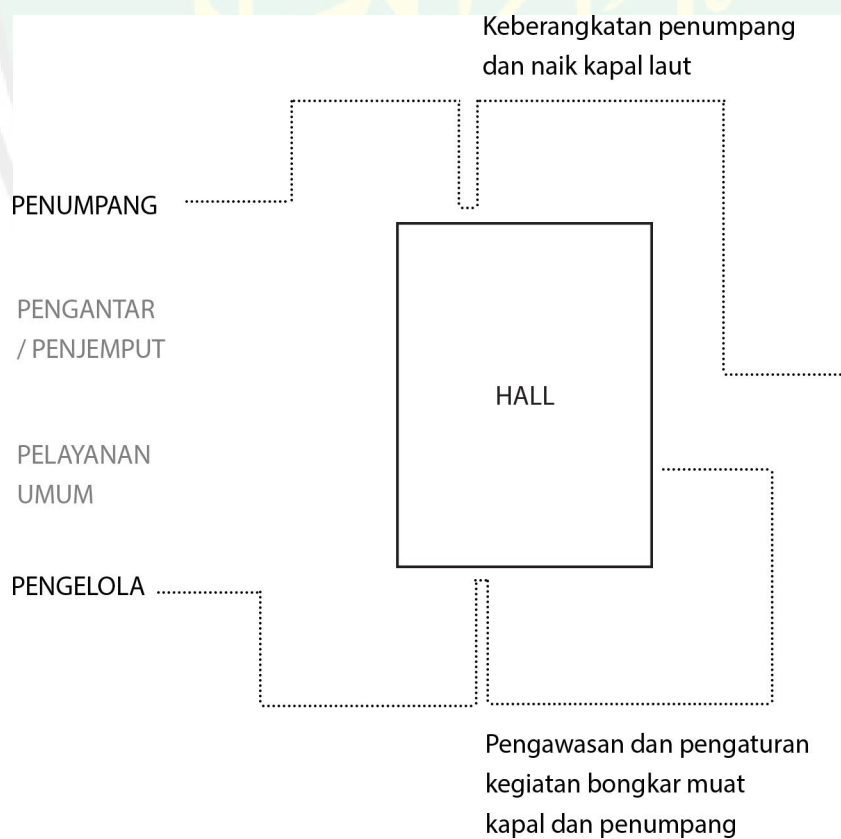 Keberangkatan penumpang
dan naik kapal laut
PENUMPANG
PENGANTAR
/ PENJEMPUT
HALL
PELAYANAN
UMUM
PENGELOLA
Pengawasan dan pengaturan
kegiatan bongkar muat
kapal dan penumpang